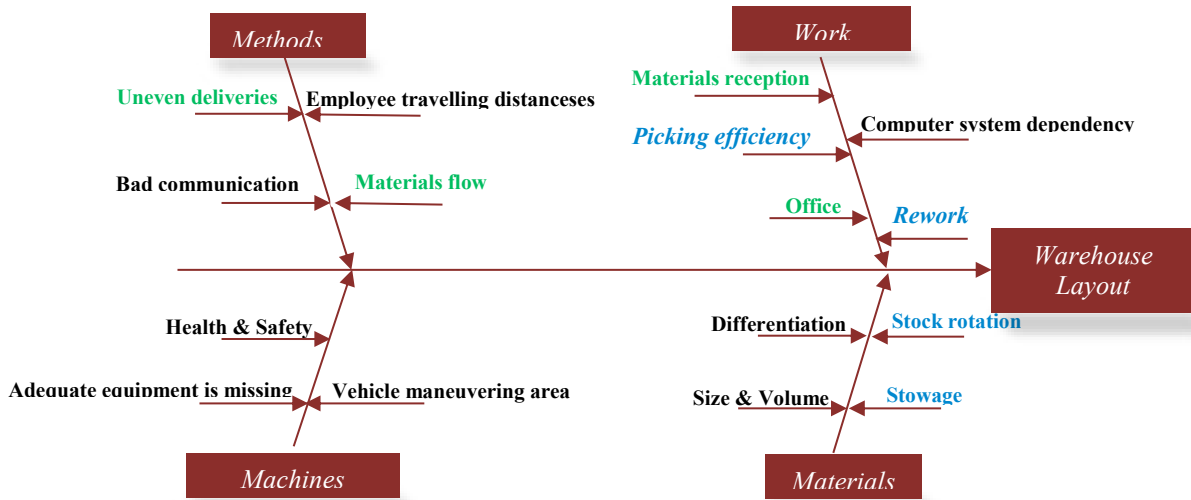 Methods
Work
Uneven deliveries
Employee travelling distanceses
Bad communication
Materials flow
Materials reception
Computer system dependency
Picking efficiency
Office
Rework
Warehouse
Layout
Health & Safety
Adequate equipment is missing
Vehicle maneuvering area
Differentiation
Stock rotation
Size & Volume
Stowage
Machines
Materials